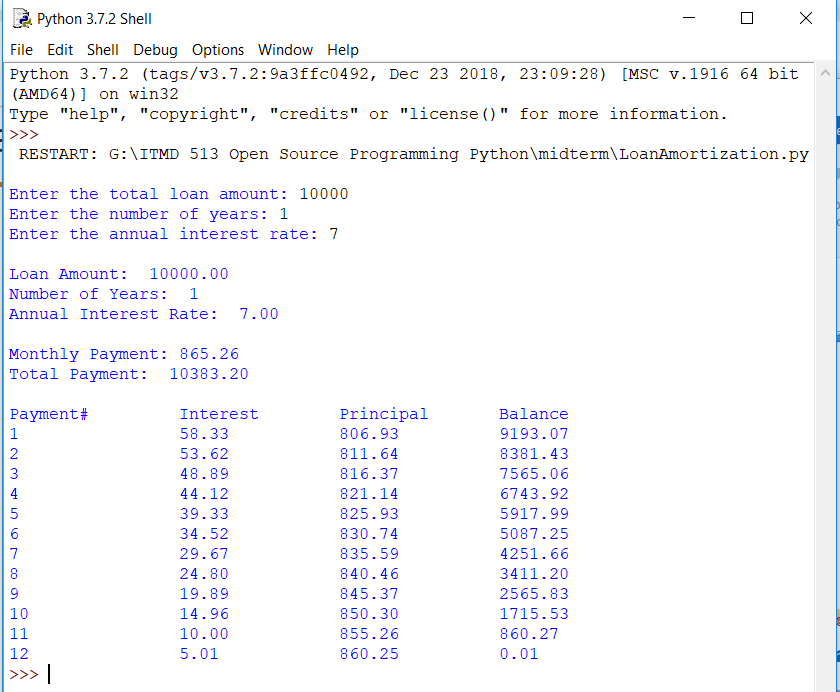 Python 3.7.2 Shell
File Edit Shell Debug Options Window Help
Python 3.7.2 (tags/v3.7.2:9a3ffc0492, Dec 23 2018, 23:09:28) [MSC v.1916 64 bit
(AMD64)] on win32
Type "help", "copyright", "credits" or "license()" for more information.
>>>
RESTART: G:\ITMD 513 Open Source Programming Python\midterm\LoanAmortization.py
Enter the total loan amount: 10000
Enter the number of years: 1
Enter the annual interest rate: 7
Loan Amount:  10000.00
Number of Years:  1
Annual Interest Rate:  7.00
Monthly Payment: 865.26
Total Payment:  10383.20
Payment# Interest Principal Balance
1 58.33 806.93 9193.07
2 53.62 811.64 8381.43
3 48.89 816.37 7565.06
4 44.12 821.14 6743.92
5 39.33 825.93 5917.99
6 34.52 830.74 5087.25
7 29.67 835.59 4251.66
8 24.80 840.46 3411.20
9 19.89 845.37 2565.83
10 14.96 850.30 1715.53
11 10.00 855.26 860.27
12 5.01 860.25 0.01
>>>